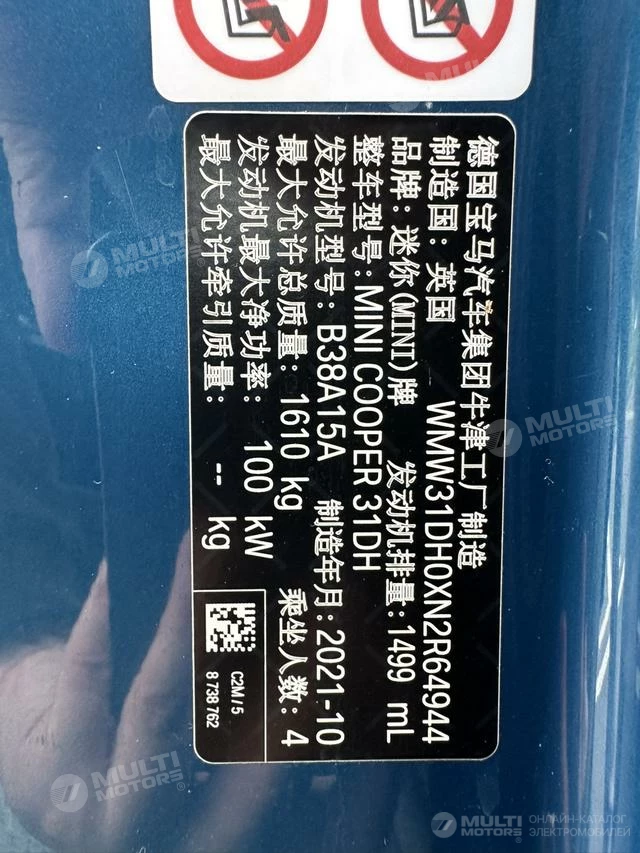 德国宝马汽车集团牛津工厂制造
制造国：英国 WMW31DH0XN2R64944
品牌：迷你(MINI)牌 发动机排量：1499 mL
整车型号：MINI COOPER 31DH
发动机型号：B38A15A 制造年月：2021-10
最大允许总质量：1610 kg 乘坐人数：4
发动机最大净功率：100 kW
最大允许牵引质量：-- kg
C2M / 5
8 738 762
MULTI MOTORS
MULTI MOTORS
MULTI MOTORS
MULTI MOTORS ®
MULTI MOTORS ОНЛАЙН-КАТАЛОГ ЭЛЕКТРОМОБИЛЕЙ